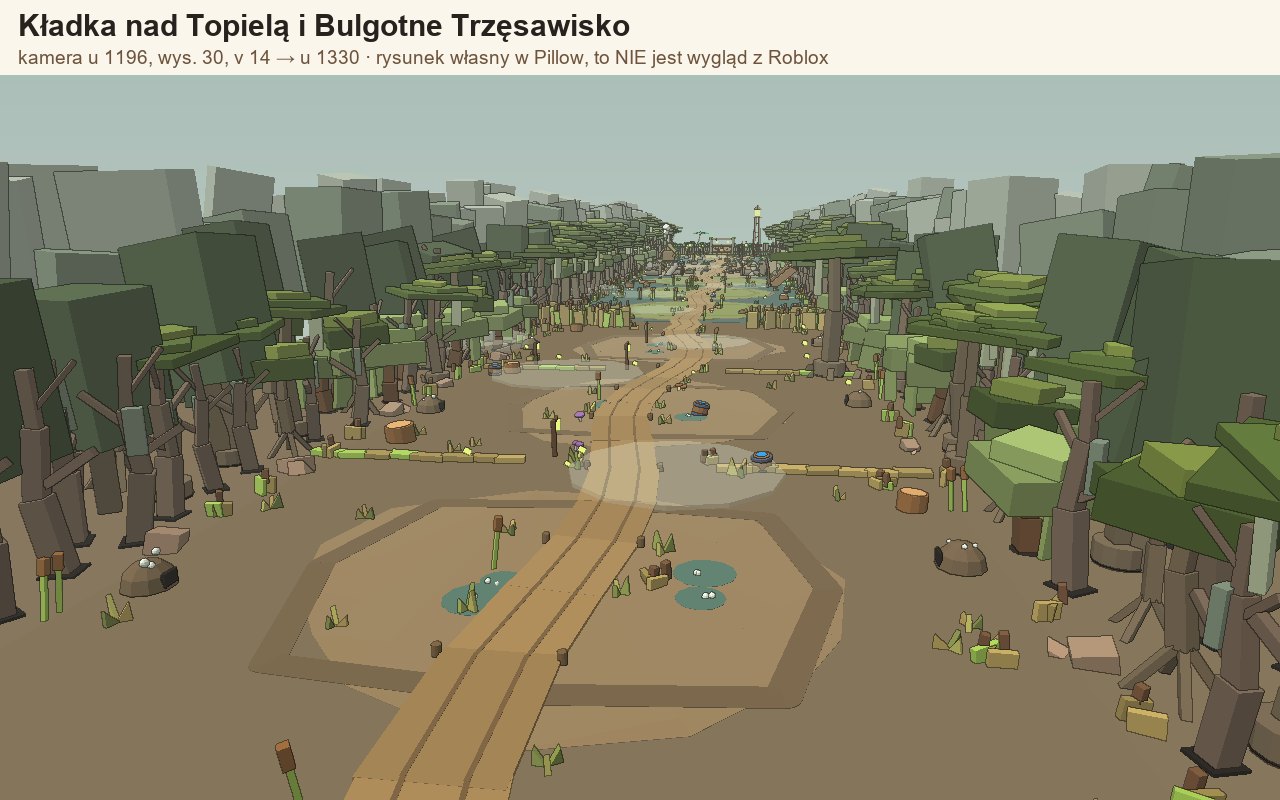 Kładka nad Topielą i Bulgotne Trzęsawisko
kamera u 1196, wys. 30, v 14 → u 1330 · rysunek własny w Pillow, to NIE jest wygląd z Roblox